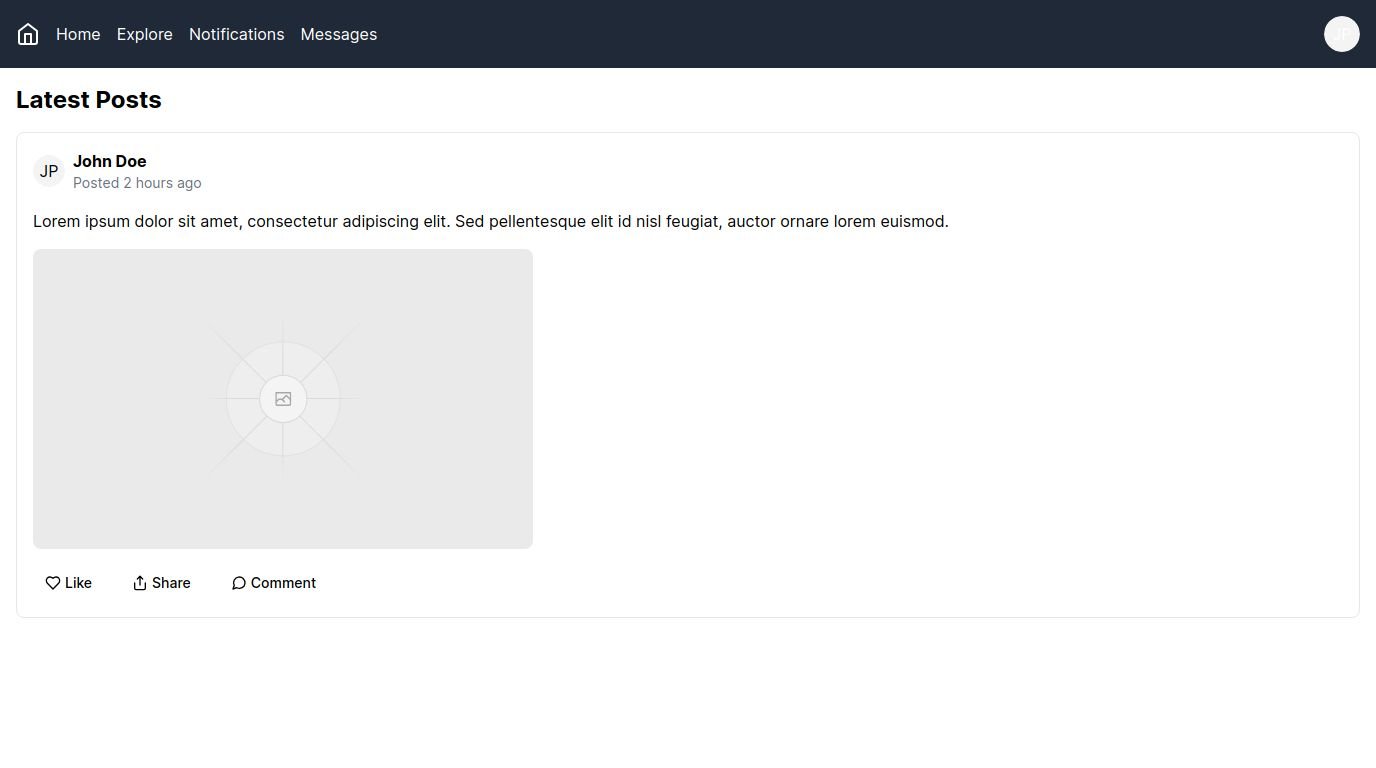 Home Explore Notifications Messages JP
Latest Posts
JP
John Doe
Posted 2 hours ago
Lorem ipsum dolor sit amet, consectetur adipiscing elit. Sed pellentesque elit id nisl feugiat, auctor ornare lorem euismod.
Like Share Comment